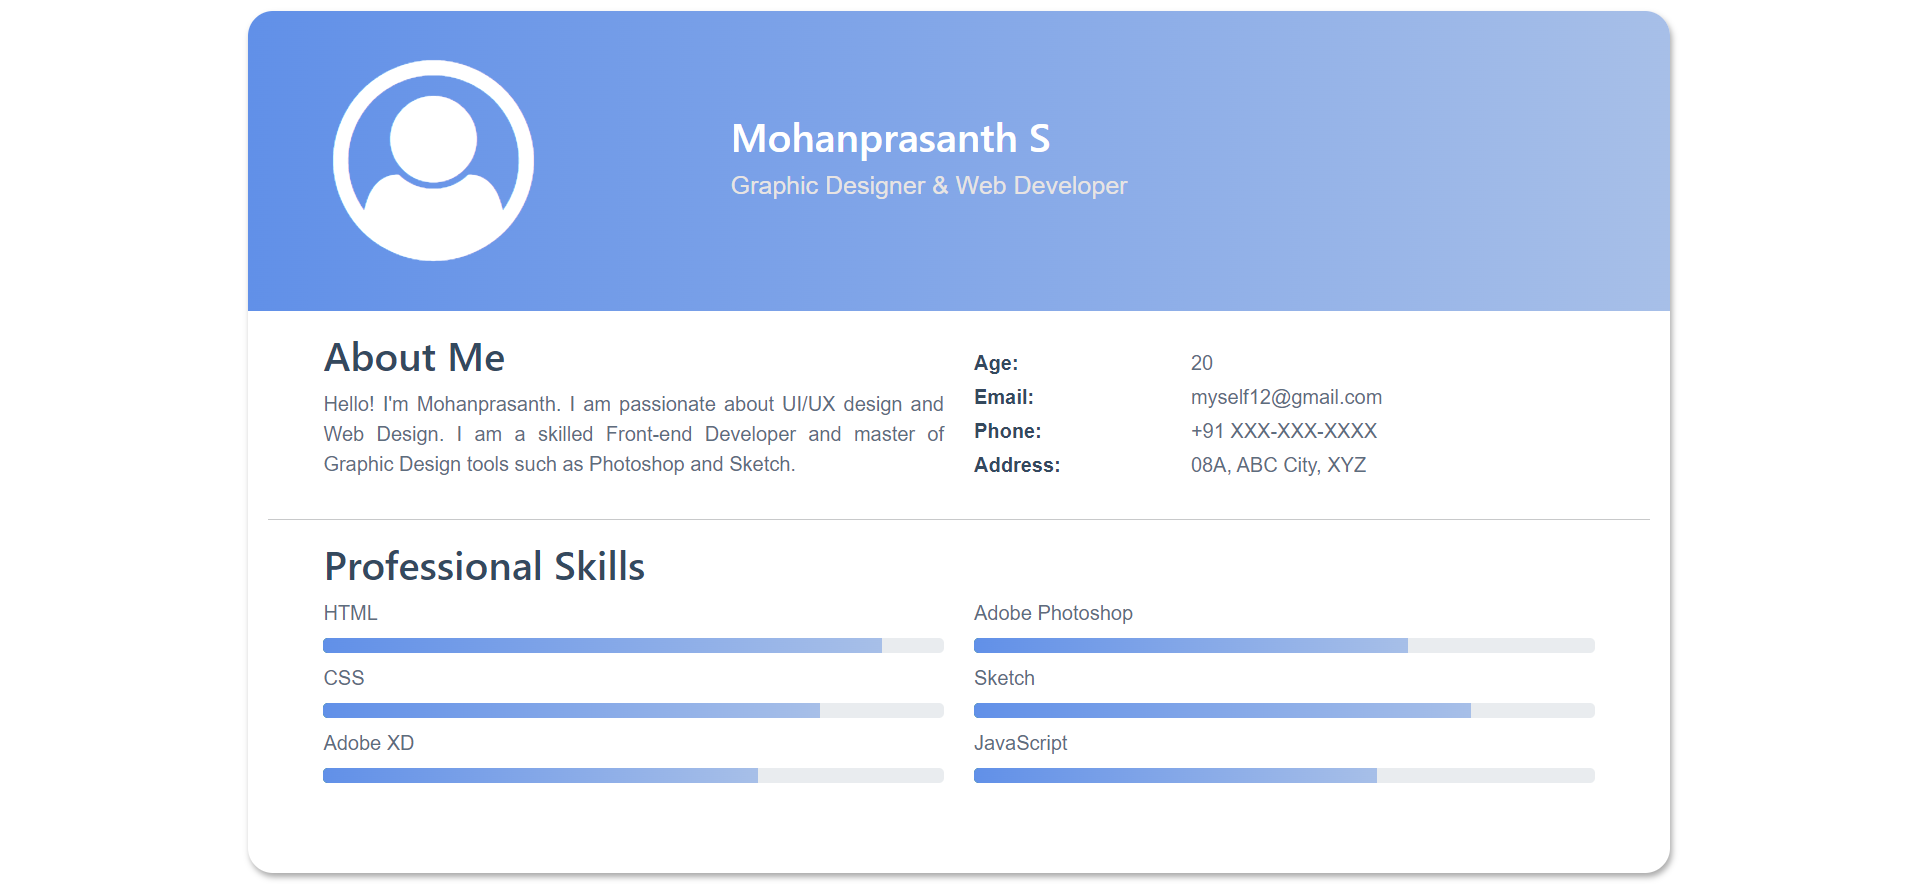 Mohanprasanth S
Graphic Designer & Web Developer
About Me
Hello! I'm Mohanprasanth. I am passionate about UI/UX design and
Web Design. I am a skilled Front-end Developer and master of
Graphic Design tools such as Photoshop and Sketch.
Age: 20
Email: myself12@gmail.com
Phone: +91 XXX-XXX-XXXX
Address: 08A, ABC City, XYZ
Professional Skills
HTML
CSS
Adobe XD
Adobe Photoshop
Sketch
JavaScript